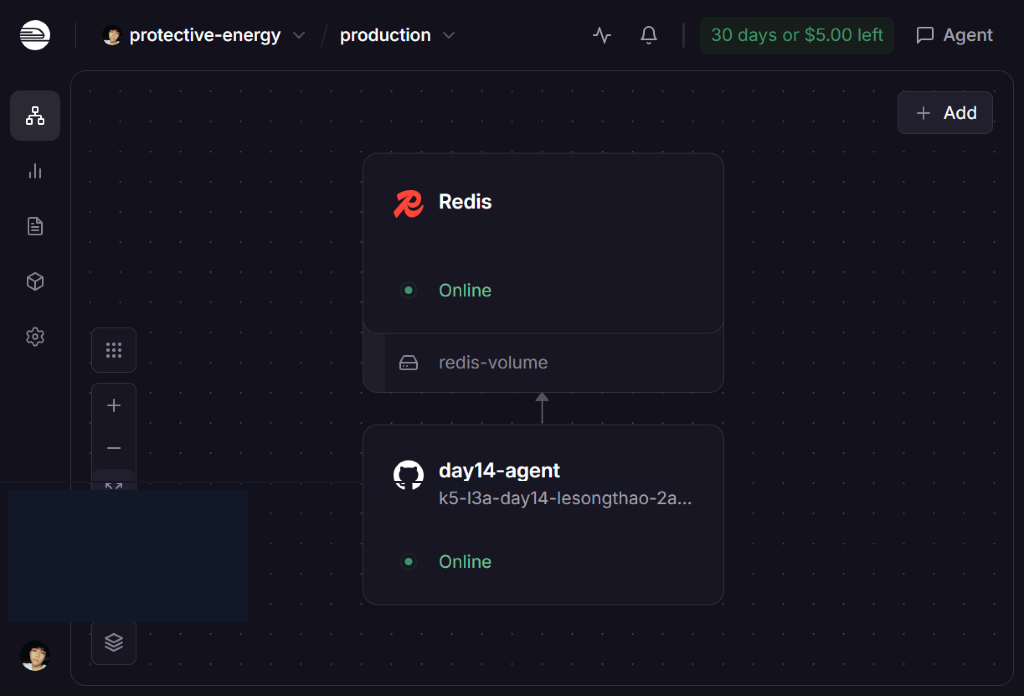 protective-energy
production
30 days or $5.00 left
Agent
Add
Redis
Online
redis-volume
day14-agent
k5-l3a-day14-lesongthao-2a...
Online